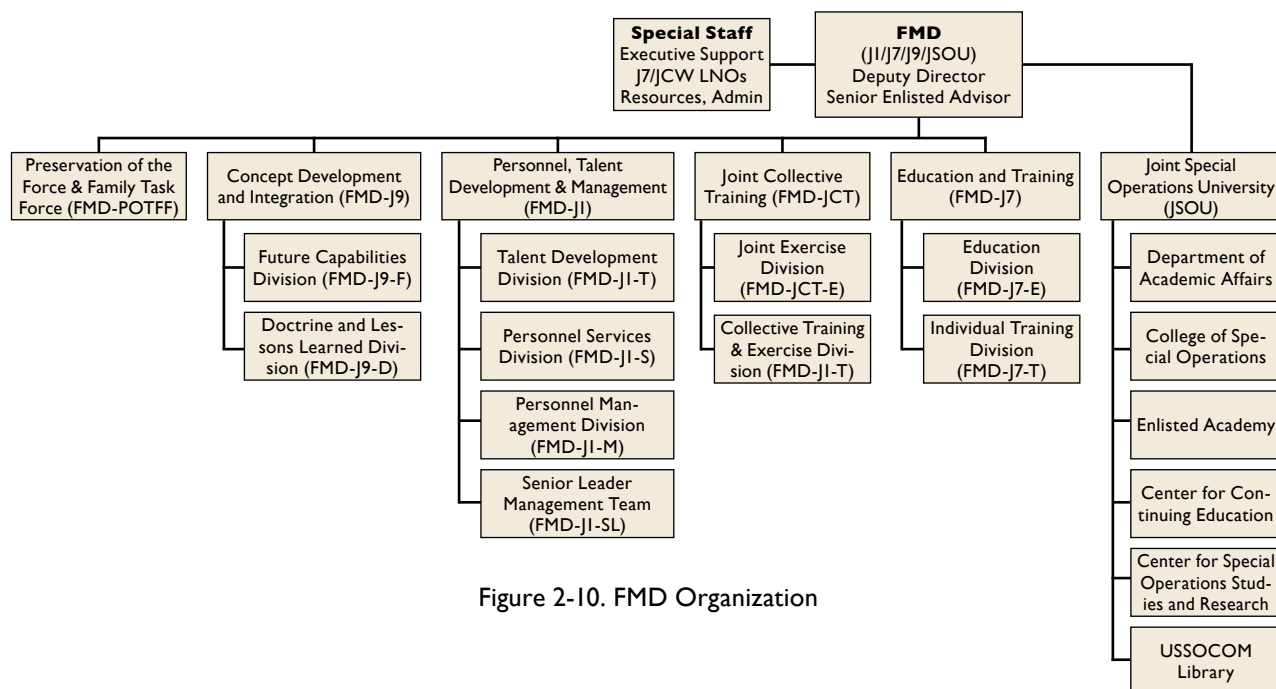 Special Staff
Executive Support
J7/JCW LNOs
Resources, Admin
FMD
(J1/J7/J9/JSOU)
Deputy Director
Senior Enlisted Advisor
Preservation of the
Force & Family Task
Force (FMD-POTFF)
Concept Development
and Integration (FMD-J9)
Future Capabilities
Division (FMD-J9-F)
Doctrine and Les-
sons Learned Divi-
sion (FMD-J9-D)
Personnel, Talent
Development & Management
(FMD-J1)
Talent Development
Division (FMD-J1-T)
Personnel Services
Division (FMD-J1-S)
Personnel Man-
agement Division
(FMD-J1-M)
Senior Leader
Management Team
(FMD-J1-SL)
Joint Collective
Training (FMD-JCT)
Joint Exercise
Division
(FMD-JCT-E)
Collective Training
& Exercise Divi-
sion (FMD-J1-T)
Education and Training
(FMD-J7)
Education
Division
(FMD-J7-E)
Individual Training
Division
(FMD-J7-T)
Joint Special
Operations University
(JSOU)
Department of
Academic Affairs
College of Spe-
cial Operations
Enlisted Academy
Center for Con-
tinuing Education
Center for Special
Operations Stud-
ies and Research
USSOCOM
Library
Figure 2-10. FMD Organization